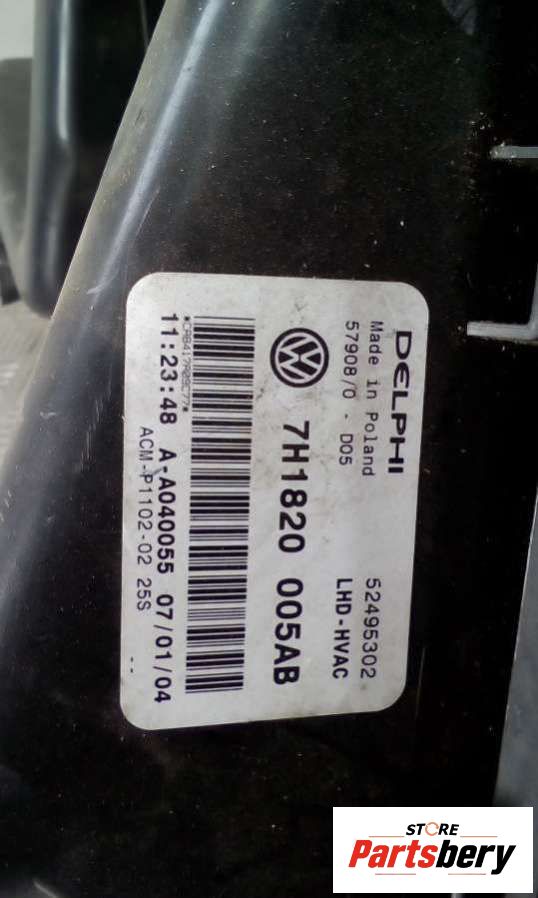 DELPHI
Made in Poland 52495302
57908/0 - D05 LHD-HVAC
VW 7H1820 005AB
11:23:48 A-A040055 07/01/04
ACM-P1102-02 25S
STORE
Partsbery